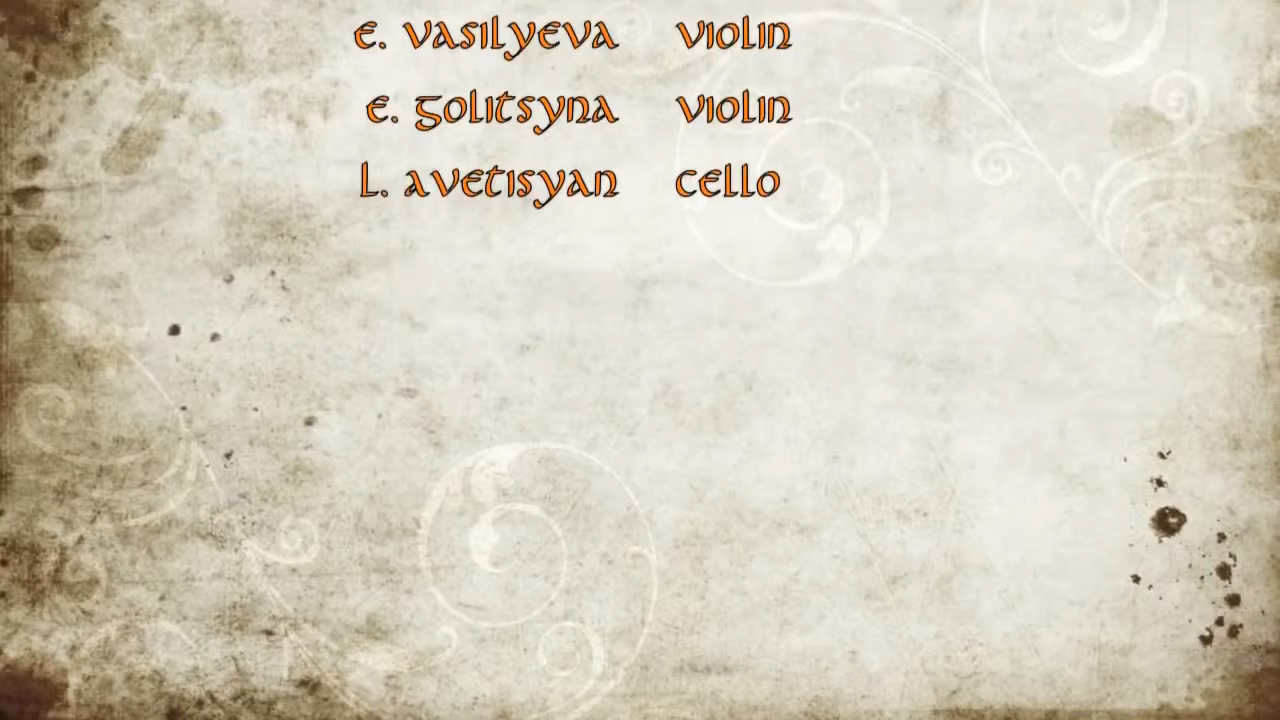 E. Vasilyeva violin
E. Golitsyna violin
L. Avetisyan cello